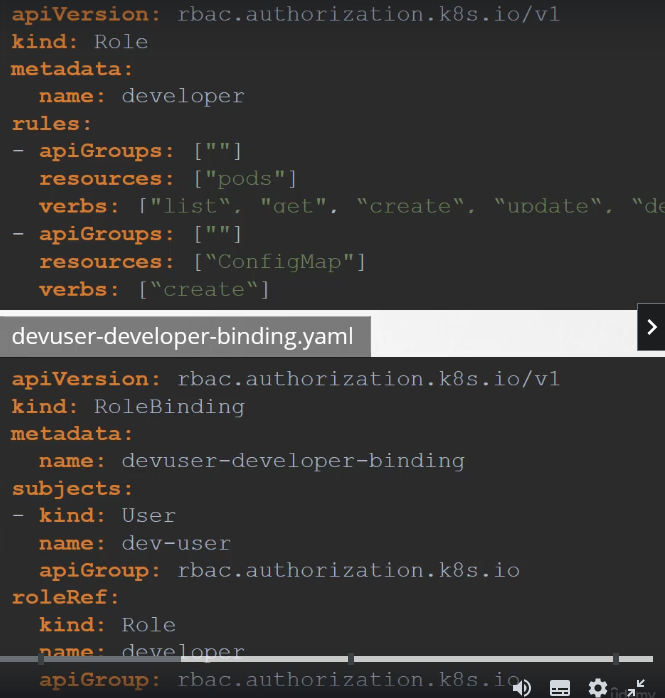 apiVersion: rbac.authorization.k8s.io/v1
kind: Role
metadata:
  name: developer
rules:
- apiGroups: [""]
  resources: ["pods"]
  verbs: ["list“, "get", “create“, “update“, “de
- apiGroups: [""]
  resources: [“ConfigMap"]
  verbs: [“create“]
devuser-developer-binding.yaml
apiVersion: rbac.authorization.k8s.io/v1
kind: RoleBinding
metadata:
  name: devuser-developer-binding
subjects:
- kind: User
  name: dev-user
  apiGroup: rbac.authorization.k8s.io
roleRef:
  kind: Role
  name: developer
  apiGroup: rbac.authorization.k8s.io
ûdemy